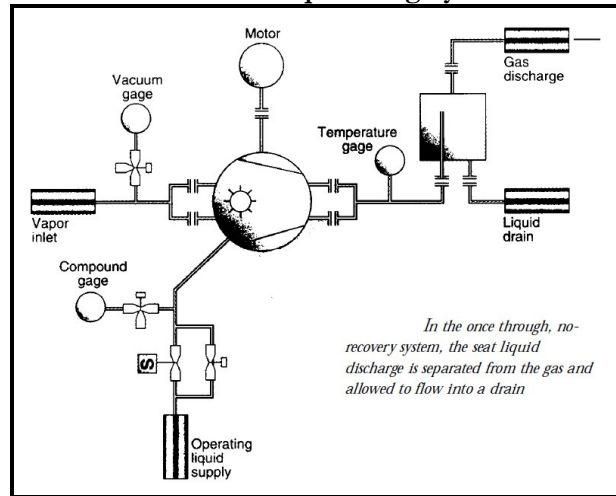 Motor
Gas
discharge
Vacuum
gage
Temperature
gage
Vapor
inlet
Liquid
drain
Compound
gage
In the once through, no-
recovery system, the seat liquid
discharge is separated from the gas and
allowed to flow into a drain
S
Operating
liquid
supply